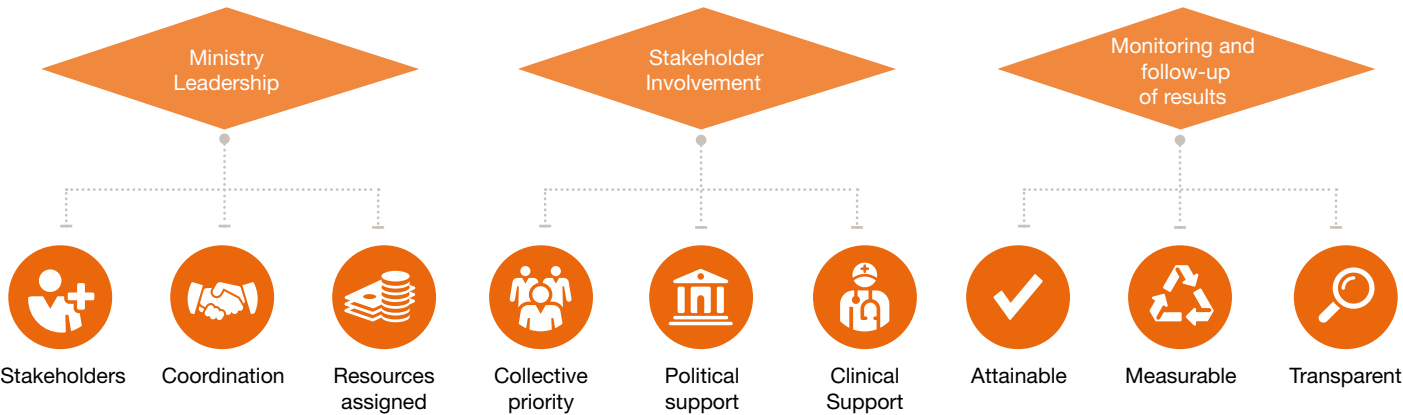 Ministry
Leadership
Stakeholder
Involvement
Monitoring and
follow-up
of results
Stakeholders
Coordination
Resources
assigned
Collective
priority
Political
support
Clinical
Support
Attainable
Measurable
Transparent